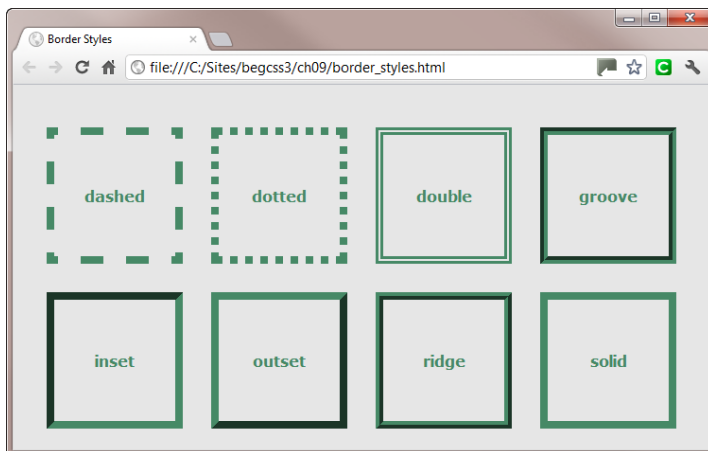 Border Styles
file:///C:/Sites/begcss3/ch09/border_styles.html
dashed dotted double groove
inset outset ridge solid